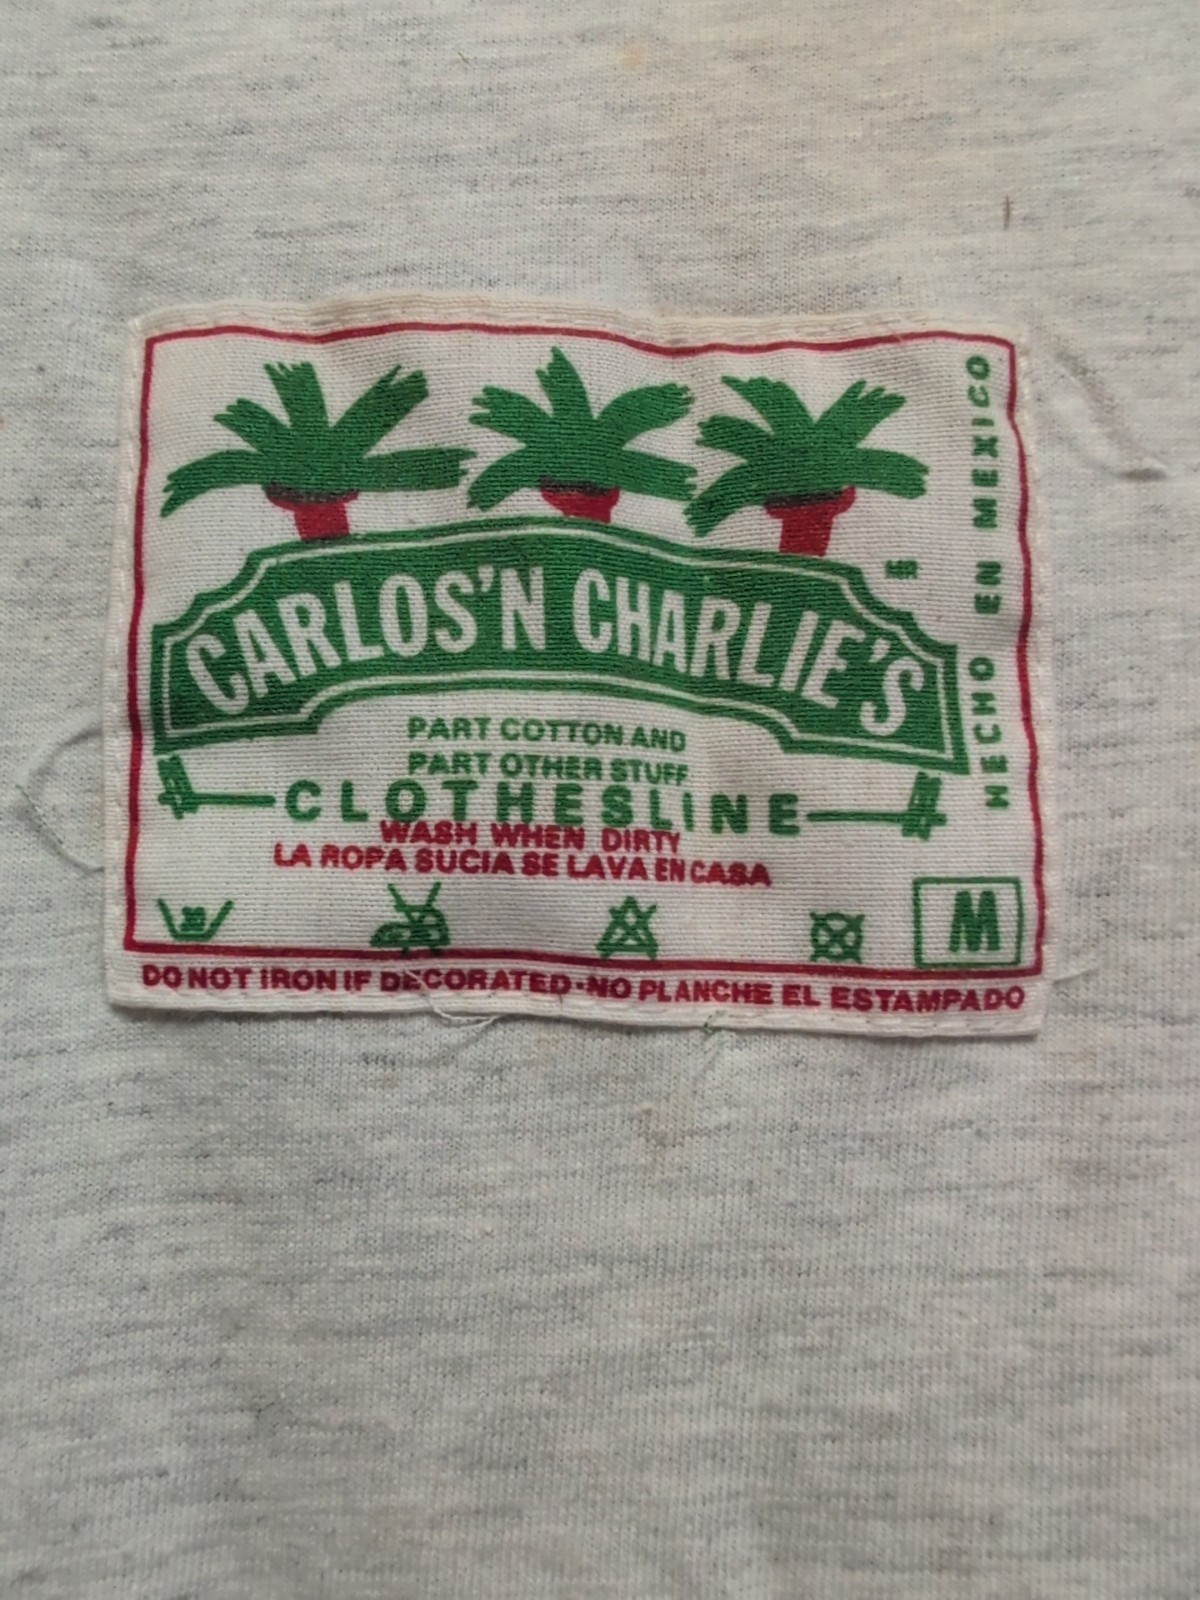 CARLOS'N CHARLIE'S
PART COTTON AND
PART OTHER STUFF
CLOTHESLINE
WASH WHEN DIRTY
LA ROPA SUCIA SE LAVA EN CASA
M
DO NOT IRON IF DECORATED·NO PLANCHE EL ESTAMPADO
HECHO EN MEXICO